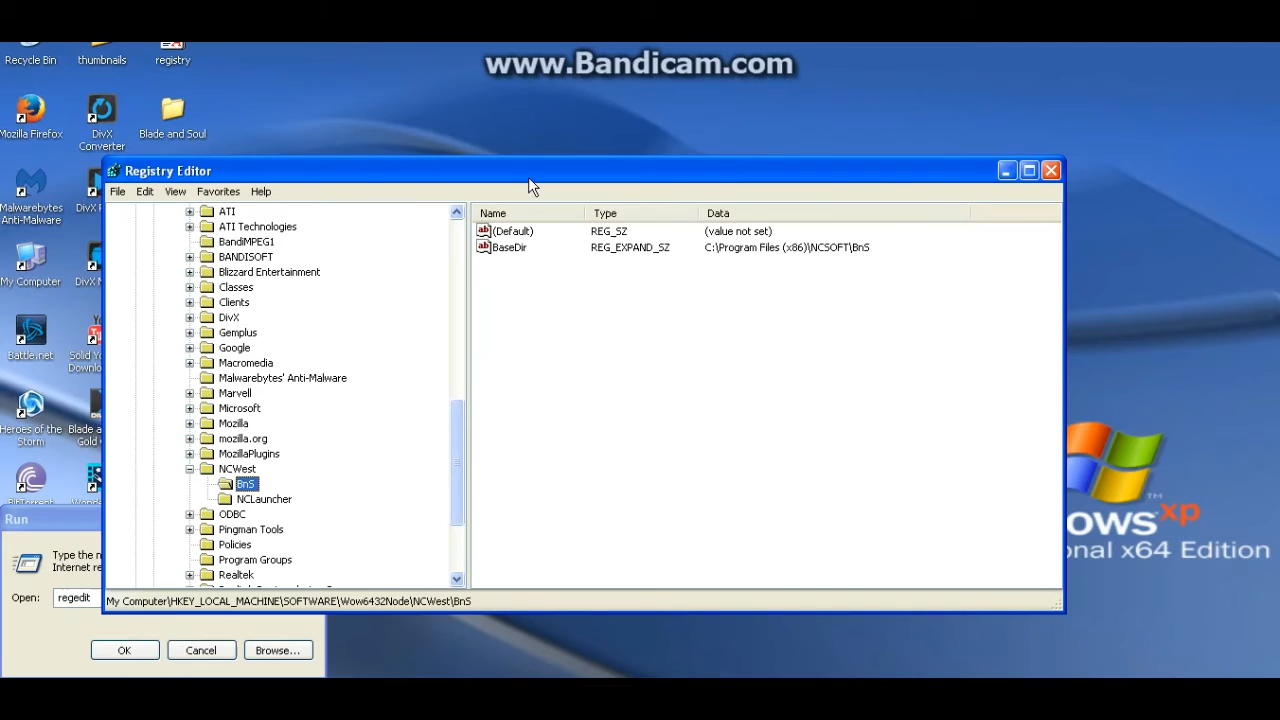 www.Bandicam.com
Recycle Bin
thumbnails
registry
Mozilla Firefox
DivX
Converter
Blade and Soul
Malwarebytes
Anti-Malware
My Computer
Battle.net
Heroes of the
Storm
Registry Editor
File Edit View Favorites Help
ATI
ATI Technologies
BandiMPEG1
BANDISOFT
Blizzard Entertainment
Classes
Clients
DivX
Gemplus
Google
Macromedia
Malwarebytes' Anti-Malware
Marvell
Microsoft
Mozilla
mozilla.org
MozillaPlugins
NCWest
BnS
NCLauncher
ODBC
Pingman Tools
Policies
Program Groups
Realtek
Name Type Data
(Default) REG_SZ (value not set)
BaseDir REG_EXPAND_SZ C:\Program Files (x86)\NCSOFT\BnS
My Computer\HKEY_LOCAL_MACHINE\SOFTWARE\Wow6432Node\NCWest\BnS
Run
Type the
Internet
Open: regedit
OK Cancel Browse...
xp
Edition